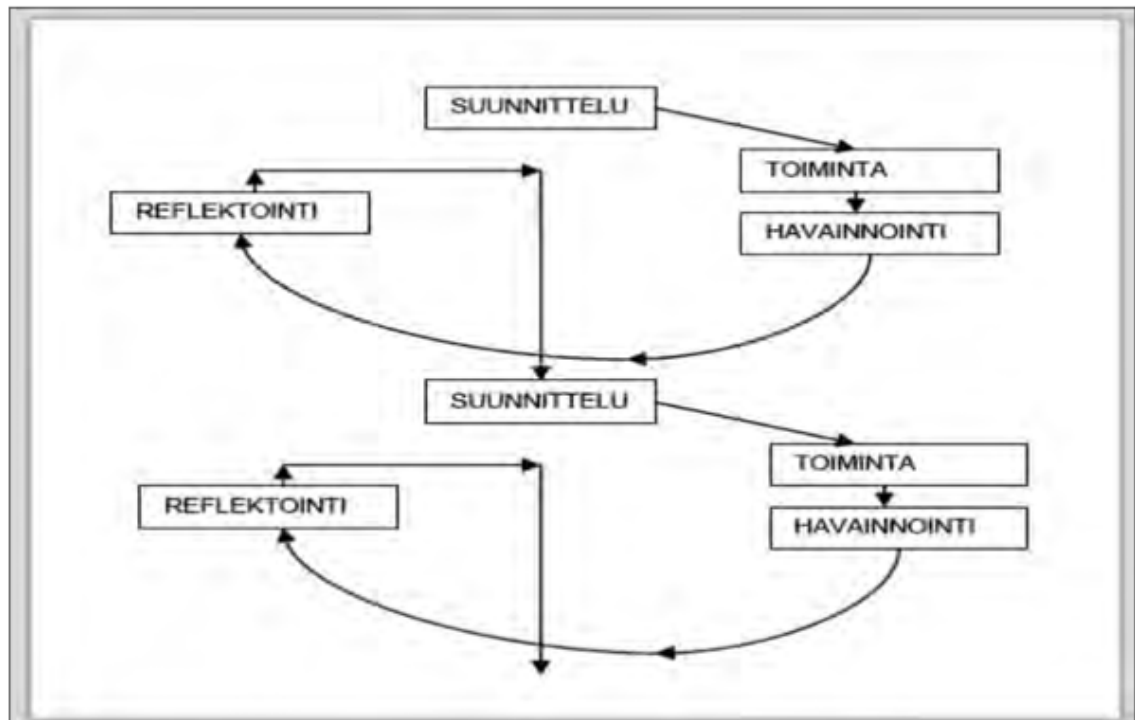 SUUNNITTELU
TOIMINTA
REFLEKTOINTI
HAVAINNOINTI
SUUNNITTELU
TOIMINTA
REFLEKTOINTI
HAVAINNOINTI